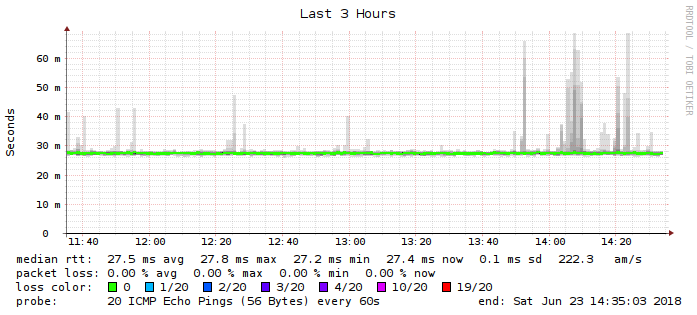 Last 3 Hours
RRDTOOL / TOBI OETIKER
Seconds
60 m
50 m
40 m
30 m
20 m
10 m
0
11:40 12:00 12:20 12:40 13:00 13:20 13:40 14:00 14:20
median rtt: 27.5 ms avg 27.8 ms max 27.2 ms min 27.4 ms now 0.1 ms sd 222.3 am/s
packet loss: 0.00 % avg 0.00 % max 0.00 % min 0.00 % now
loss color: 0 1/20 2/20 3/20 4/20 10/20 19/20
probe: 20 ICMP Echo Pings (56 Bytes) every 60s end: Sat Jun 23 14:35:03 2018